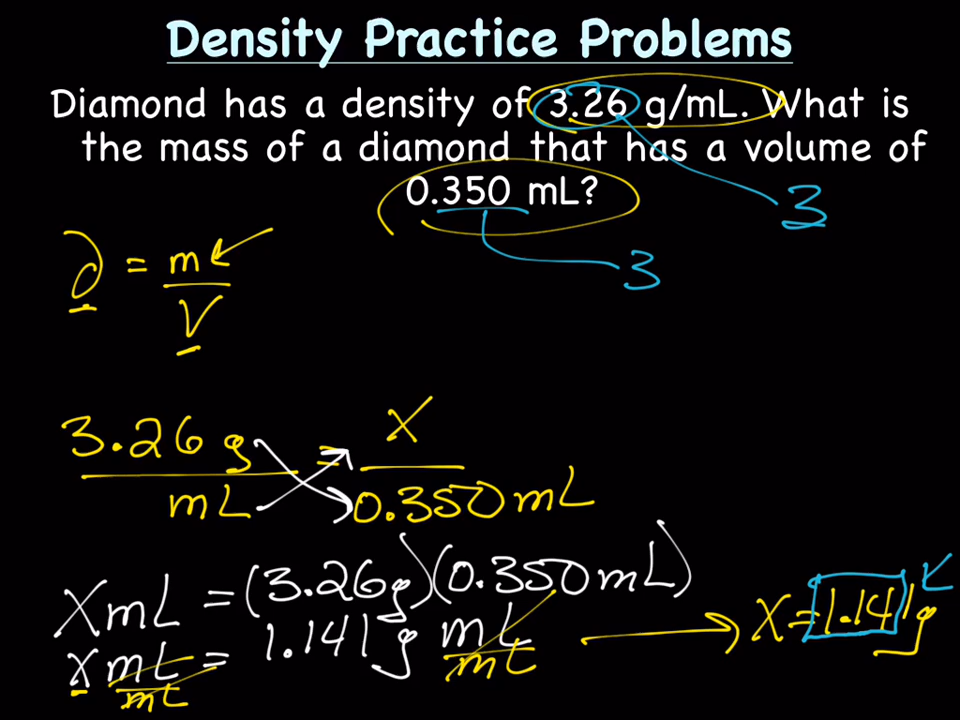 Density Practice Problems
Diamond has a density of 3.26 g/mL. What is
the mass of a diamond that has a volume of
0.350 mL?
3
3
∂ = m
V
3.26 g = X
mL 0.350 mL
X mL = (3.26g)(0.350 mL)
x mL = 1.141 g mL
mL mL
X = 1.141g